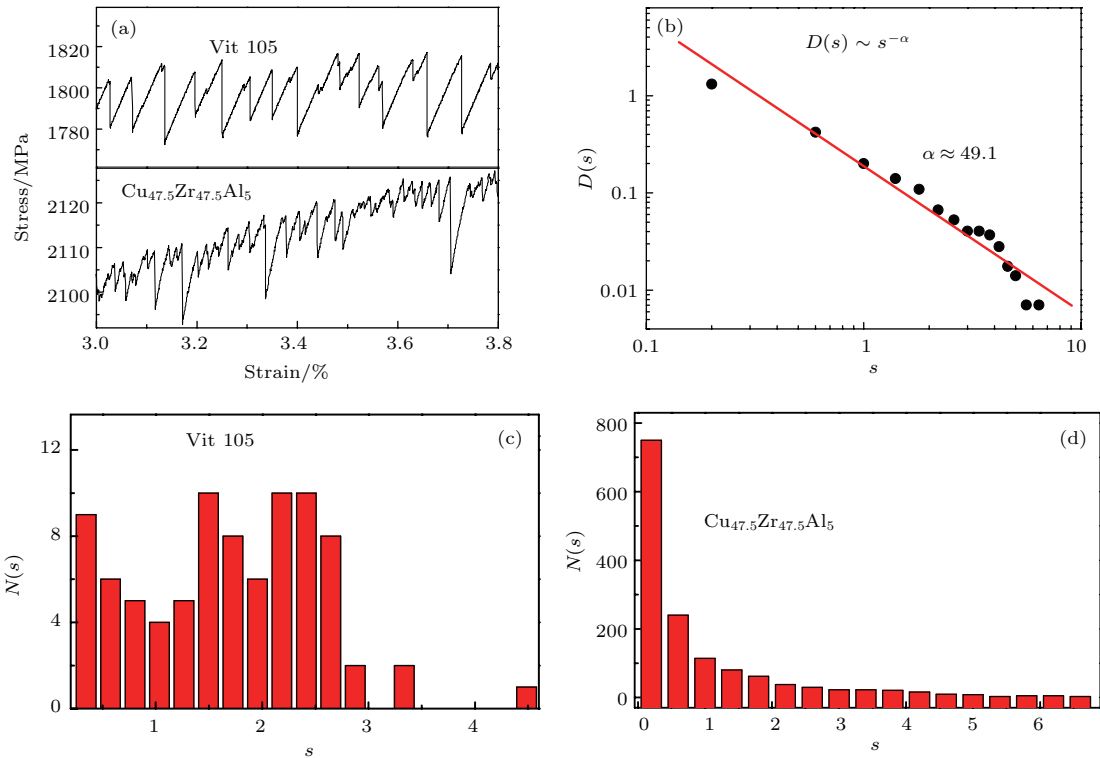 (a)
Vit 105
1820
1800
1780
Stress/MPa
Cu47.5Zr47.5Al5
2120
2110
2100
3.0 3.2 3.4 3.6 3.8
Strain/%
(b)
D(s) ∼ s−α
α ≈ 49.1
D(s)
1
0.1
0.01
0.1 1 10
s
(c)
Vit 105
N(s)
12
8
4
0
1 2 3 4
s
(d)
Cu47.5Zr47.5Al5
N(s)
800
600
400
200
0
0 1 2 3 4 5 6
s